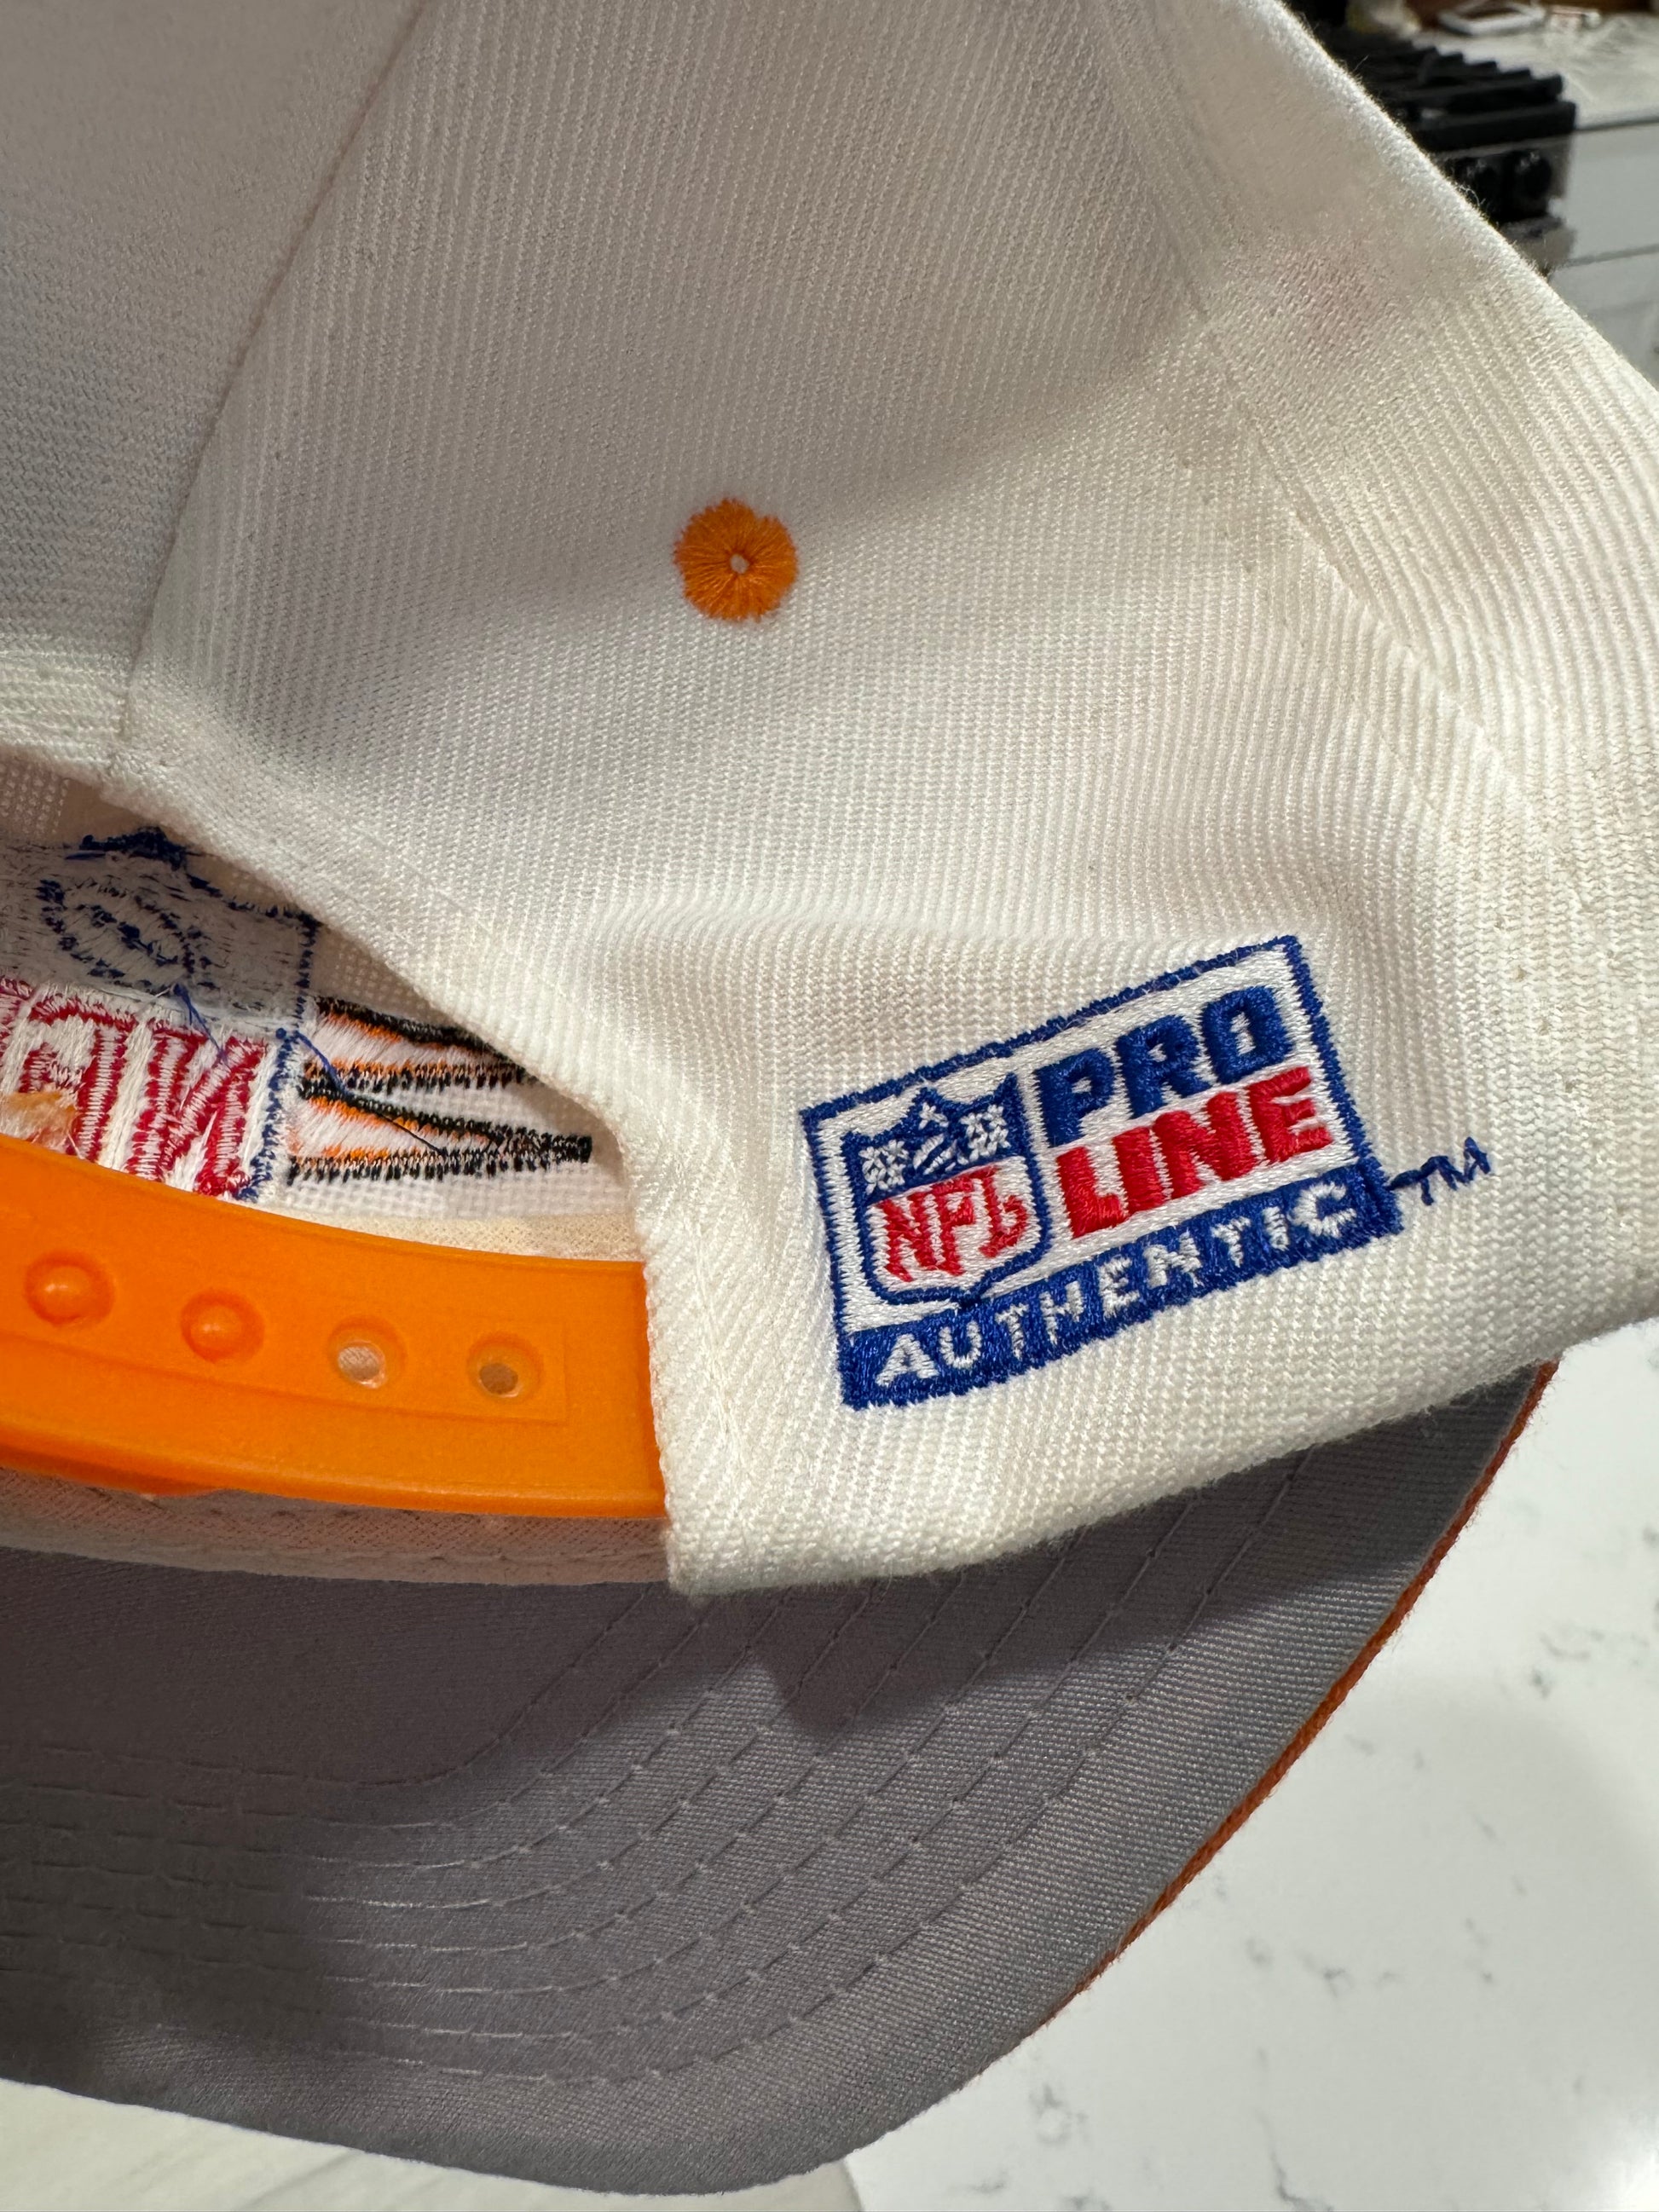 PRO
LINE
NFL
AUTHENTIC
TM